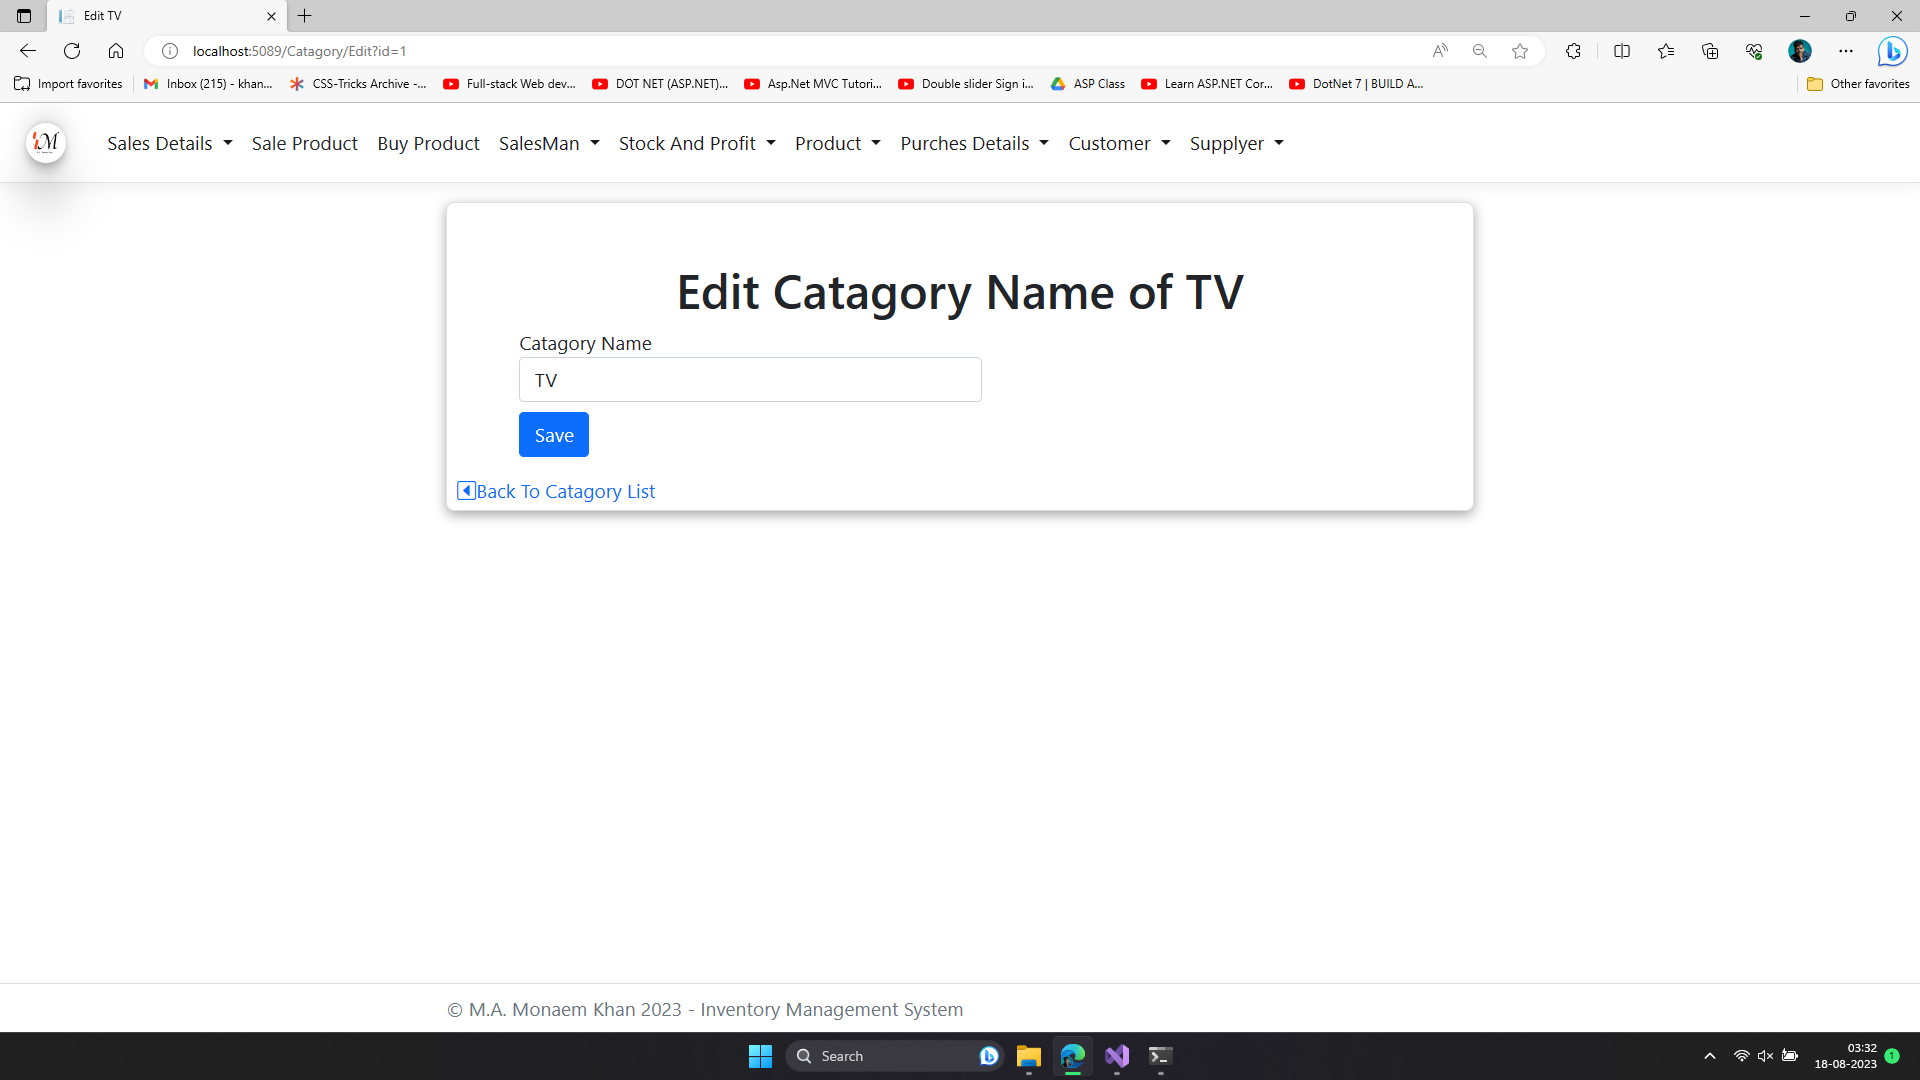 Edit TV
localhost:5089/Catagory/Edit?id=1
Import favorites
Inbox (215) - khan...
CSS-Tricks Archive -...
Full-stack Web dev...
DOT NET (ASP.NET)...
Asp.Net MVC Tutori...
Double slider Sign i...
ASP Class
Learn ASP.NET Cor...
DotNet 7 | BUILD A...
Other favorites
Sales Details
Sale Product
Buy Product
SalesMan
Stock And Profit
Product
Purches Details
Customer
Supplyer
Edit Catagory Name of TV
Catagory Name
TV
Save
Back To Catagory List
© M.A. Monaem Khan 2023 - Inventory Management System
Search
03:32
18-08-2023
1